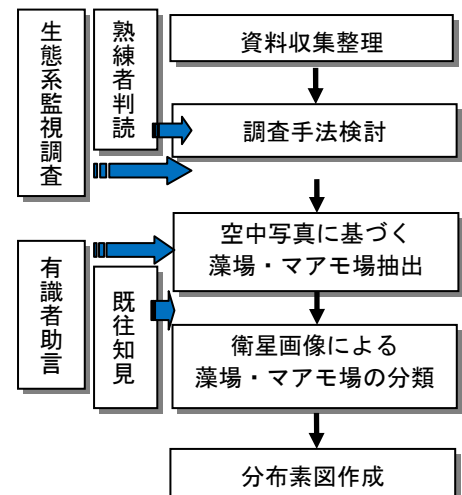 生態系監視調査
熟練者判読
資料収集整理
調査手法検討
有識者助言
既往知見
空中写真に基づく
藻場・マアモ場抽出
衛星画像による
藻場・マアモ場の分類
分布素図作成